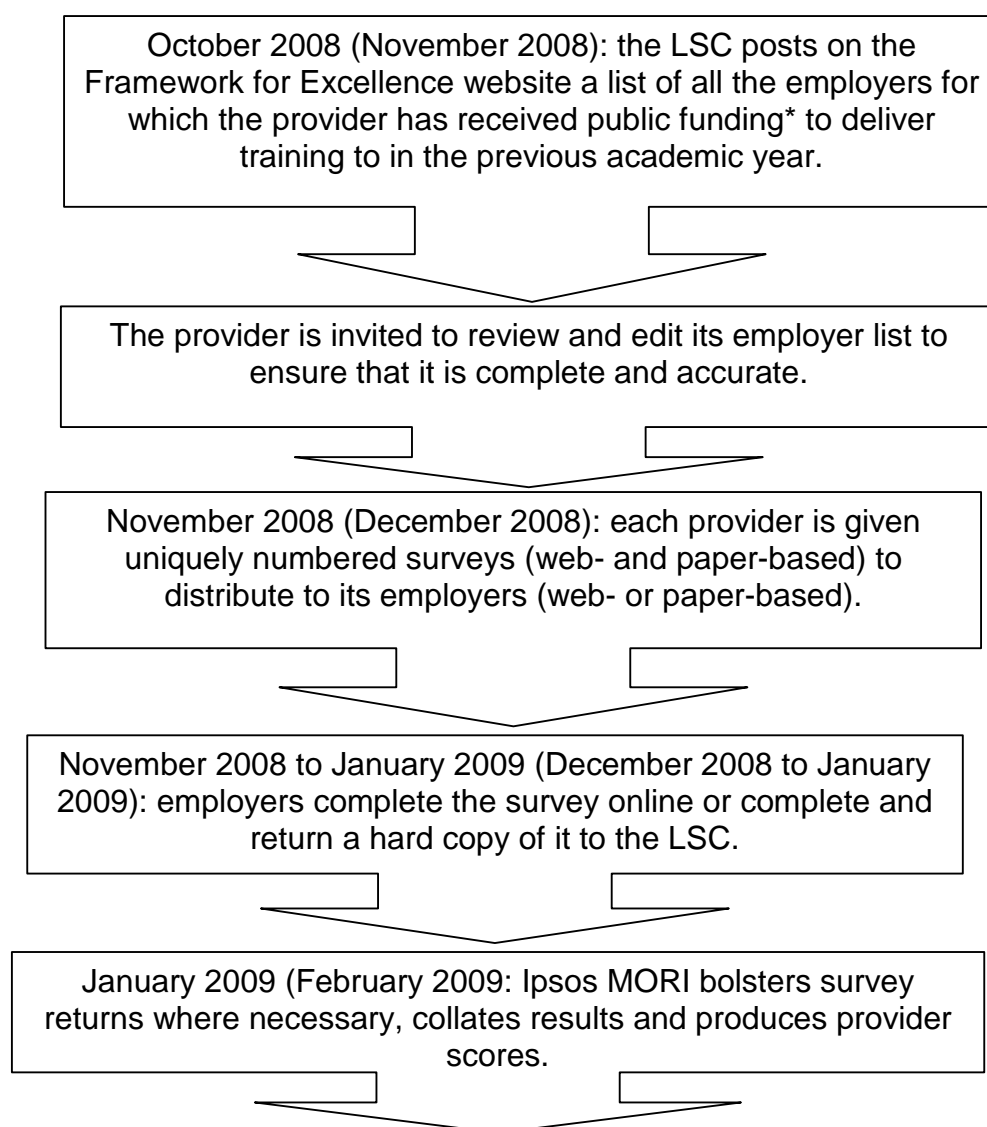 October 2008 (November 2008): the LSC posts on the
Framework for Excellence website a list of all the employers for
which the provider has received public funding* to deliver
training to in the previous academic year.
The provider is invited to review and edit its employer list to
ensure that it is complete and accurate.
November 2008 (December 2008): each provider is given
uniquely numbered surveys (web- and paper-based) to
distribute to its employers (web- or paper-based).
November 2008 to January 2009 (December 2008 to January
2009): employers complete the survey online or complete and
return a hard copy of it to the LSC.
January 2009 (February 2009: Ipsos MORI bolsters survey
returns where necessary, collates results and produces provider
scores.